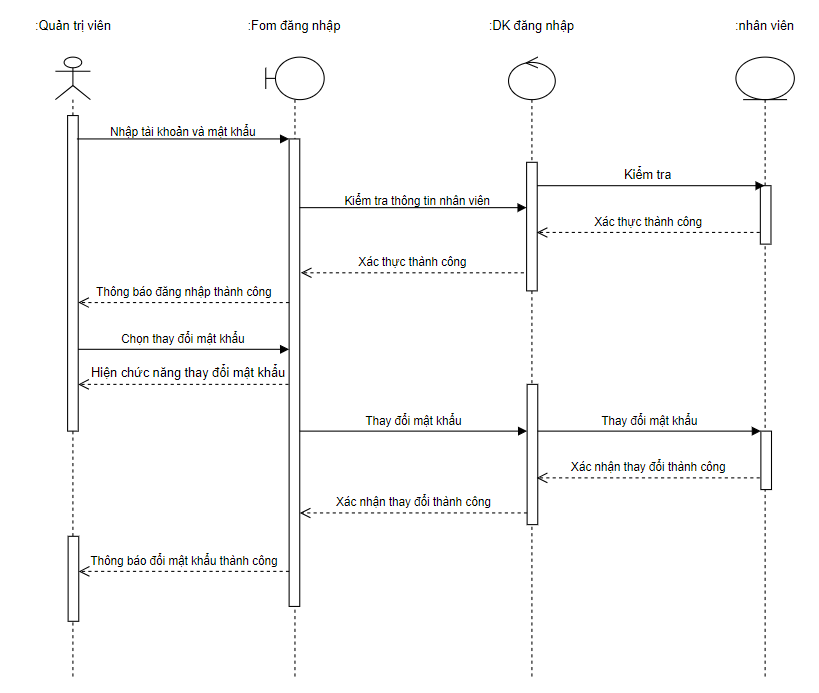 :Quản trị viên
:Fom đăng nhập
:DK đăng nhập
:nhân viên
Nhập tài khoản và mật khẩu
Kiểm tra
Kiểm tra thông tin nhân viên
Xác thực thành công
Xác thực thành công
Thông báo đăng nhập thành công
Chọn thay đổi mật khẩu
Hiện chức năng thay đổi mật khẩu
Thay đổi mật khẩu
Thay đổi mật khẩu
Xác nhận thay đổi thành công
Xác nhận thay đổi thành công
Thông báo đổi mật khẩu thành công